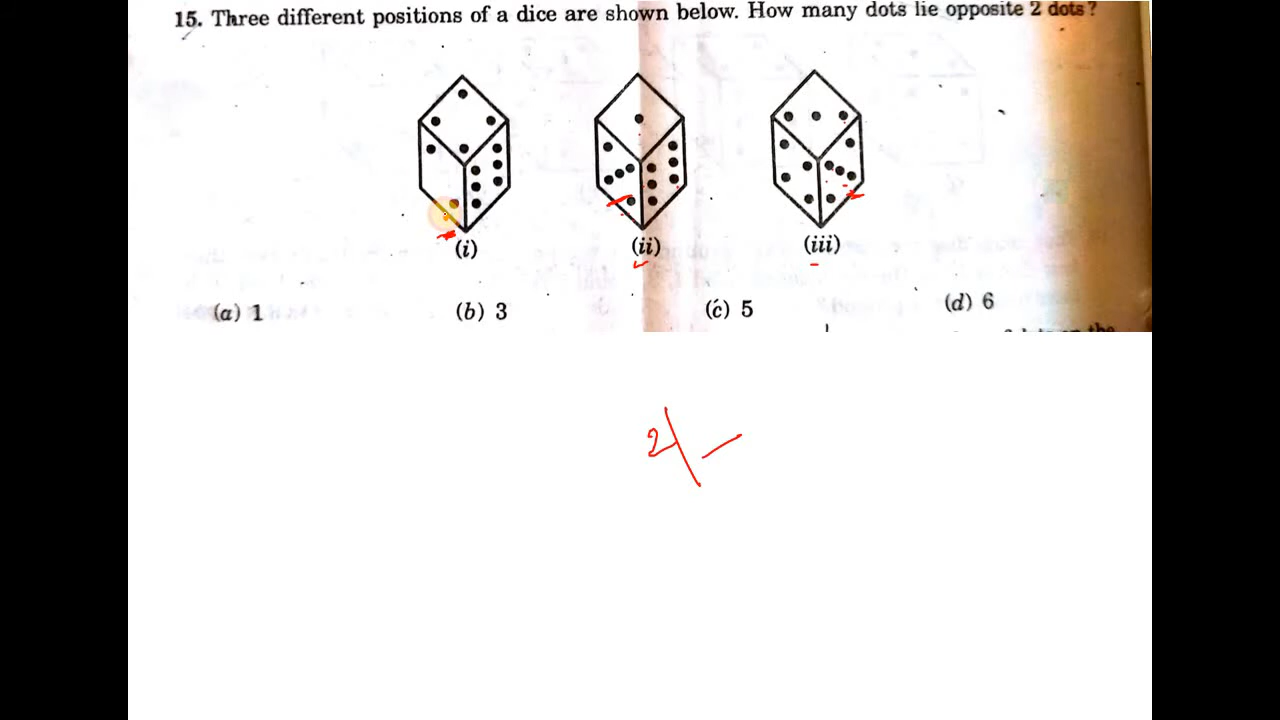 15. Three different positions of a dice are shown below. How many dots lie opposite 2 dots?
(i) (ii) (iii)
(a) 1 (b) 3 (c) 5 (d) 6
2